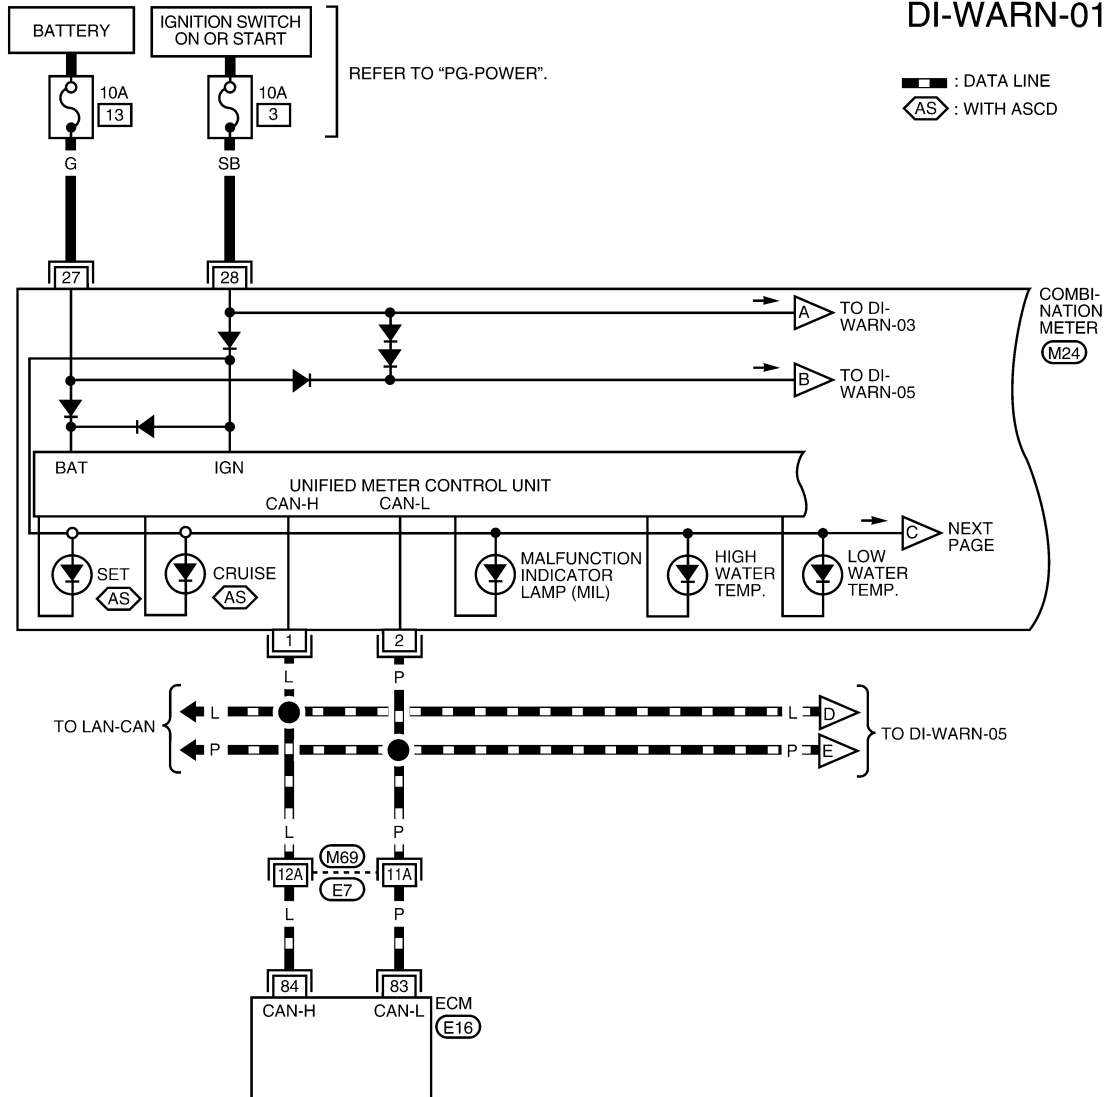 DI-WARN-01
BATTERY
IGNITION SWITCH
ON OR START
REFER TO “PG-POWER”.
: DATA LINE
AS : WITH ASCD
10A
13
10A
3
G
SB
27
28
COMBI-
NATION
METER
M24
A
TO DI-
WARN-03
B
TO DI-
WARN-05
BAT
IGN
UNIFIED METER CONTROL UNIT
CAN-H
CAN-L
C
NEXT
PAGE
SET
AS
CRUISE
AS
MALFUNCTION
INDICATOR
LAMP (MIL)
HIGH
WATER
TEMP.
LOW
WATER
TEMP.
1
2
L
P
TO LAN-CAN
L
L
D
P
P
E
TO DI-WARN-05
L
P
12A
M69
E7
11A
L
P
84
83
CAN-H
CAN-L
ECM
E16